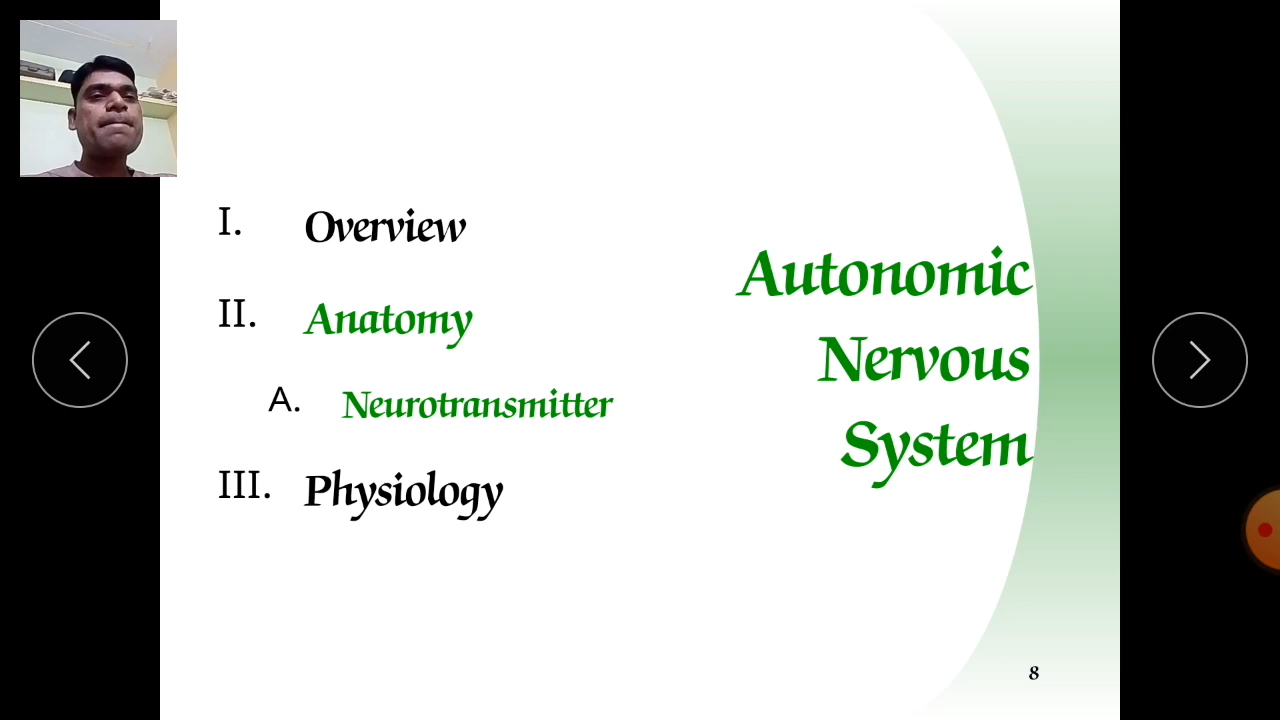 I. Overview
II. Anatomy
A. Neurotransmitter
III. Physiology
Autonomic
Nervous
System
8